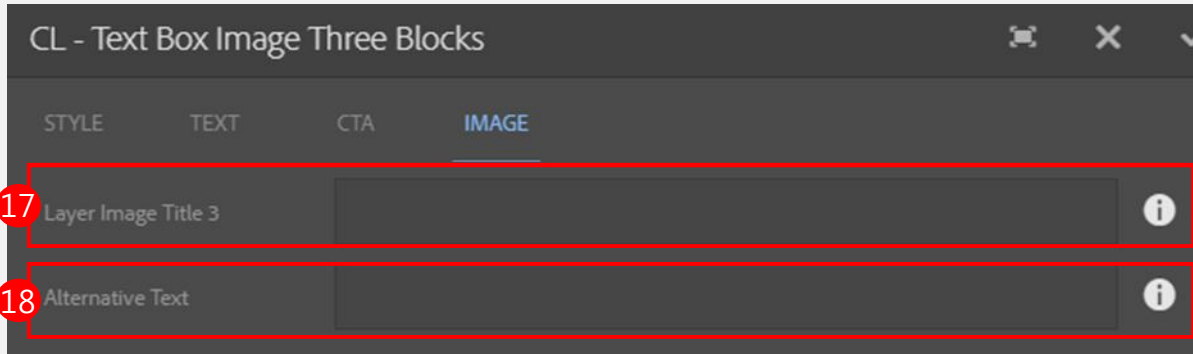 CL - Text Box Image Three Blocks
STYLE TEXT CTA IMAGE
17 Layer Image Title 3
18 Alternative Text